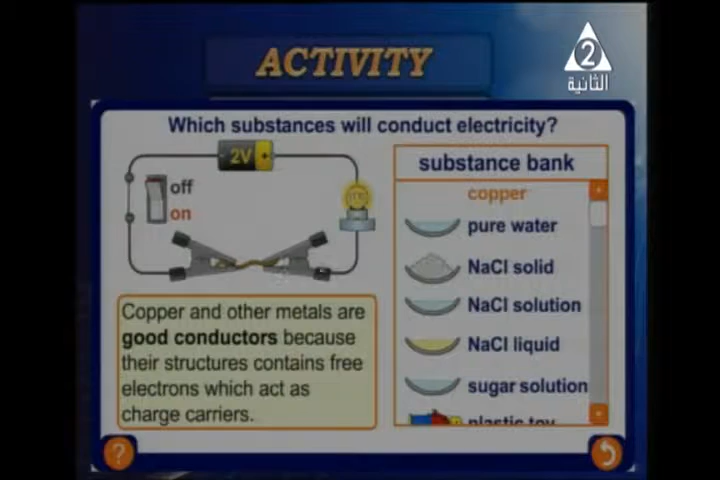 ACTIVITY
2
الثانية
Which substances will conduct electricity?
2V +
off
on
substance bank
copper
pure water
NaCl solid
NaCl solution
NaCl liquid
sugar solution
plastic toy
Copper and other metals are
good conductors because
their structures contains free
electrons which act as
charge carriers.
?